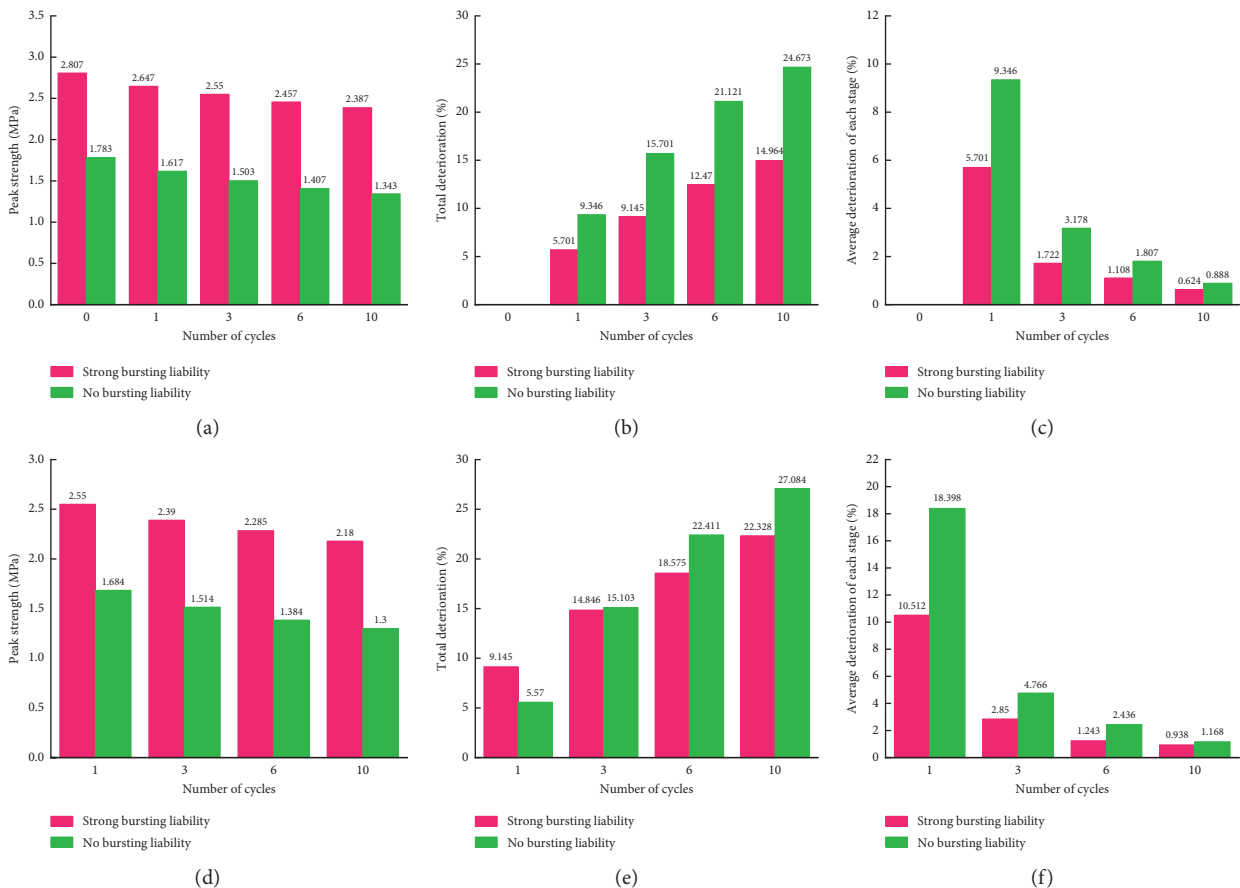 3.5
3.0
2.5
2.0
1.5
1.0
0.5
0.0
Peak strength (MPa)
2.807
2.647
2.55
2.457
2.387
1.783
1.617
1.503
1.407
1.343
0 1 3 6 10
Number of cycles
Strong bursting liability
No bursting liability
(a)
30
25
20
15
10
5
0
Total deterioration (%)
5.701
9.346
9.145
15.701
12.47
21.121
14.964
24.673
0 1 3 6 10
Number of cycles
Strong bursting liability
No bursting liability
(b)
12
10
8
6
4
2
0
Average deterioration of each stage (%)
5.701
9.346
1.722
3.178
1.108
1.807
0.624
0.888
0 1 3 6 10
Number of cycles
Strong bursting liability
No bursting liability
(c)
3.0
2.5
2.0
1.5
1.0
0.5
0.0
Peak strength (MPa)
2.55
1.684
2.39
1.514
2.285
1.384
2.18
1.3
1 3 6 10
Number of cycles
Strong bursting liability
No bursting liability
(d)
30
25
20
15
10
5
0
Total deterioration (%)
9.145
5.57
14.846
15.103
18.575
22.411
22.328
27.084
1 3 6 10
Number of cycles
Strong bursting liability
No bursting liability
(e)
22
20
18
16
14
12
10
8
6
4
2
0
Average deterioration of each stage (%)
10.512
18.398
2.85
4.766
1.243
2.436
0.938
1.168
1 3 6 10
Number of cycles
Strong bursting liability
No bursting liability
(f)